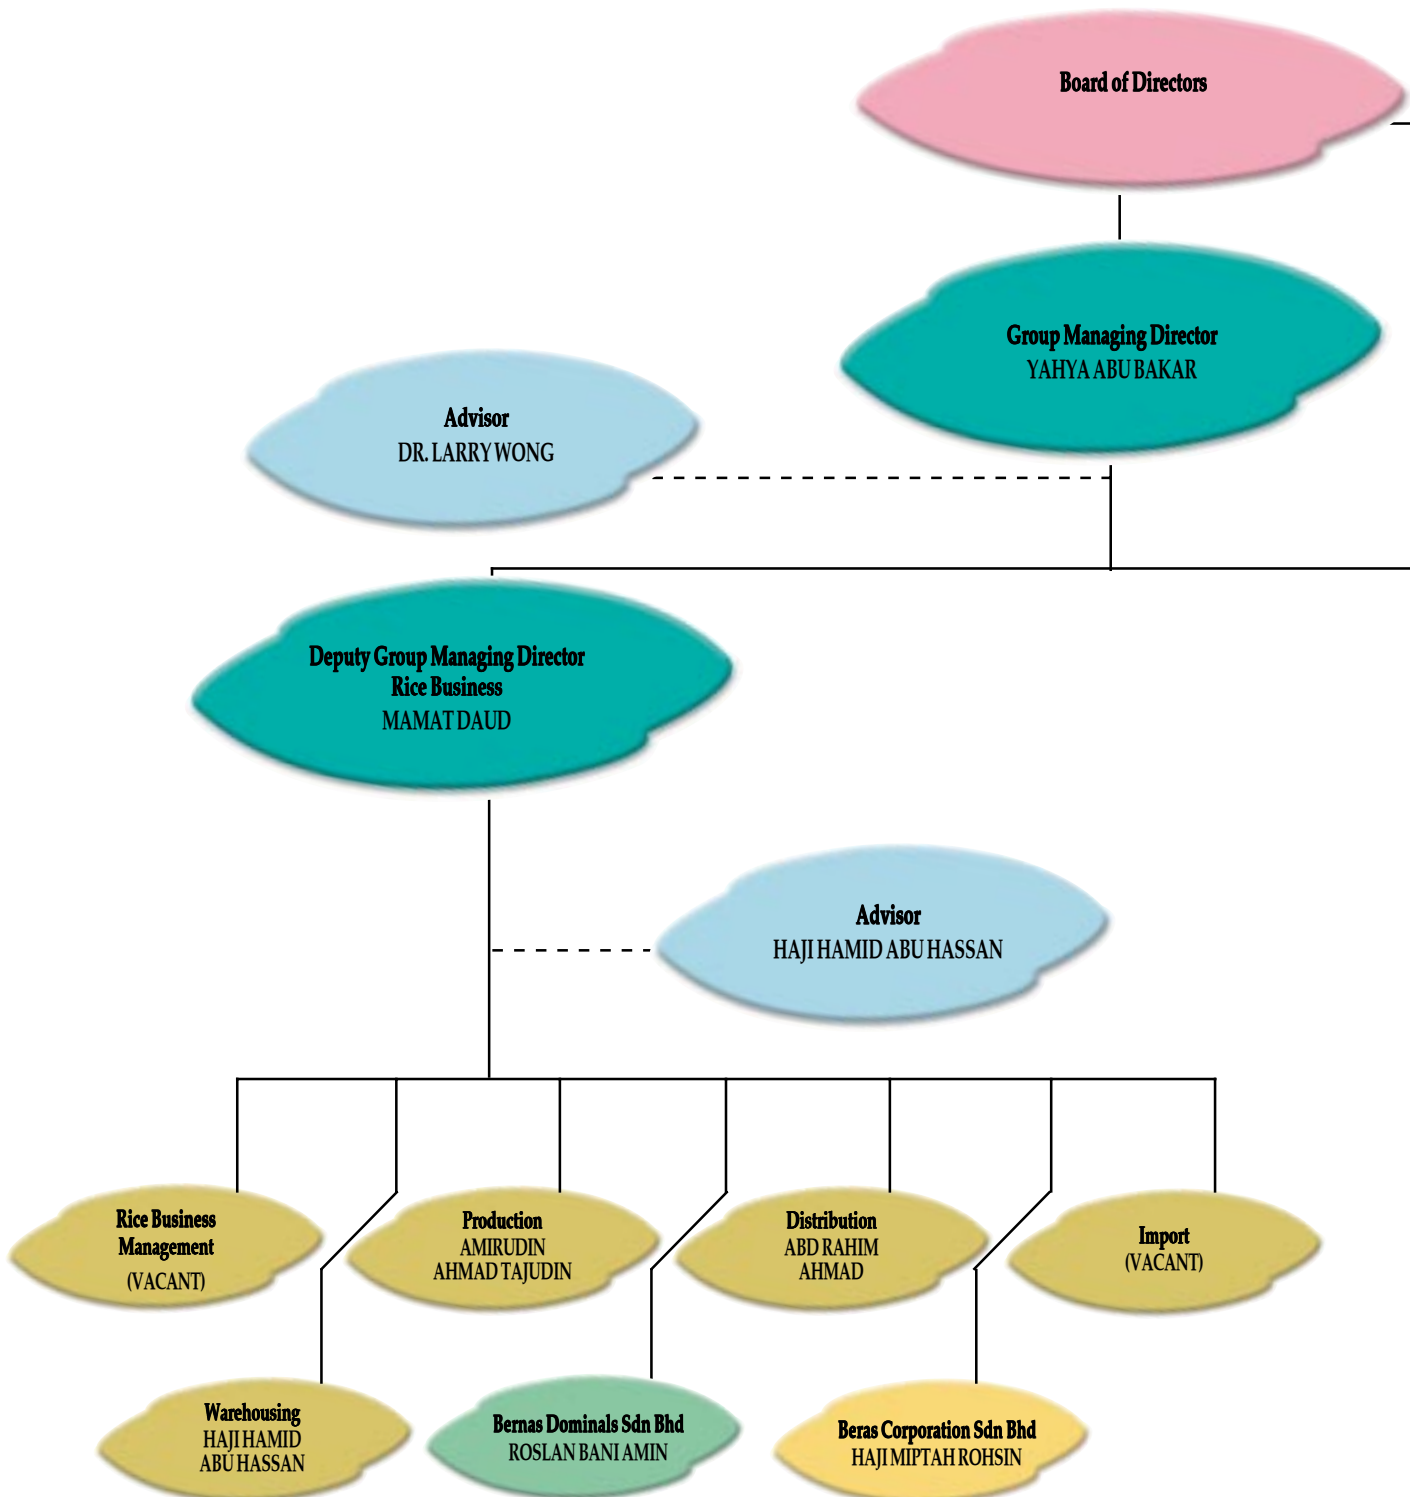 Board of Directors
Group Managing Director
YAHYA ABU BAKAR
Advisor
DR. LARRY WONG
Deputy Group Managing Director
Rice Business
MAMAT DAUD
Advisor
HAJI HAMID ABU HASSAN
Rice Business
Management
(VACANT)
Production
AMIRUDIN
AHMAD TAJUDIN
Distribution
ABD RAHIM
AHMAD
Import
(VACANT)
Warehousing
HAJI HAMID
ABU HASSAN
Bernas Dominals Sdn Bhd
ROSLAN BANI AMIN
Beras Corporation Sdn Bhd
HAJI MIPTAH ROHSIN